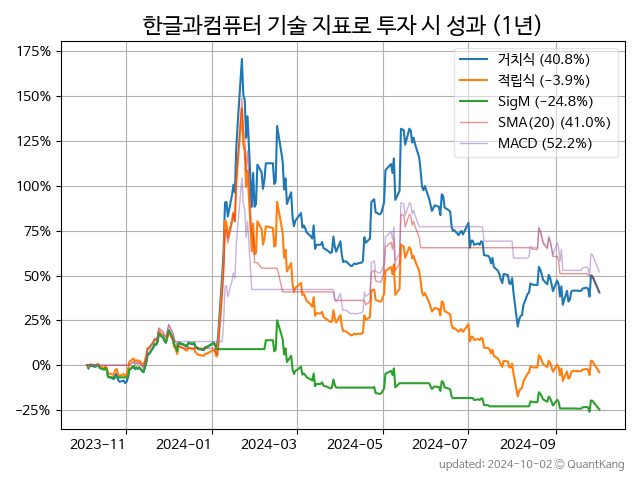 한글과컴퓨터 기술 지표로 투자 시 성과 (1년)
175%
150%
125%
100%
75%
50%
25%
0%
−25%
거치식 (40.8%)
적립식 (−3.9%)
SigM (−24.8%)
SMA(20) (41.0%)
MACD (52.2%)
2023-11
2024-01
2024-03
2024-05
2024-07
2024-09
updated: 2024-10-02 © QuantKang